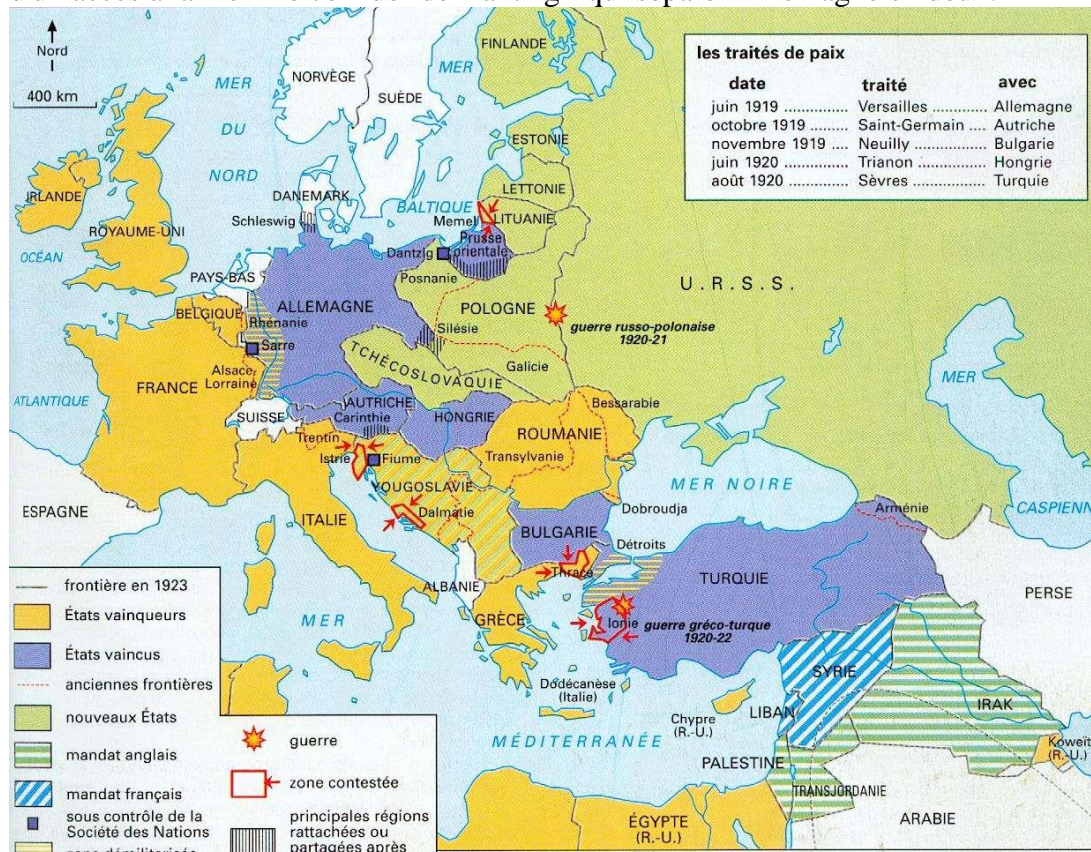 Nord
400 km
les traités de paix
date traité avec
juin 1919 ............. Versailles ............. Allemagne
octobre 1919 ........ Saint-Germain .... Autriche
novembre 1919 .... Neuilly ................ Bulgarie
juin 1920 ............. Trianon ............... Hongrie
août 1920 ............. Sèvres ................. Turquie
FINLANDE
NORVÈGE
SUÈDE
MER
BALTIQUE
MER
DU
NORD
ESTONIE
LETTONIE
LITUANIE
Memel
DANEMARK
Schleswig
IRLANDE
ROYAUME-UNI
OCÉAN
ATLANTIQUE
Prusse
orientale
Dantzig
Posnanie
PAYS-BAS
ALLEMAGNE
POLOGNE
U.R.S.S.
BELGIQUE
Rhénanie
Sarre
Silésie
guerre russo-polonaise
1920-21
Galicie
TCHÉCOSLOVAQUIE
Alsace
Lorraine
FRANCE
SUISSE
AUTRICHE
Carinthie
HONGRIE
Bessarabie
ROUMANIE
Transylvanie
Trentin
Istrie
Fiume
YOUGOSLAVIE
Dalmatie
MER NOIRE
MER
CASPIENN
Dobroudja
Arménie
ESPAGNE
ITALIE
BULGARIE
Détroits
Thrace
ALBANIE
TURQUIE
PERSE
GRÈCE
Ionie
guerre gréco-turque
1920-22
MER
MÉDITERRANÉE
Dodécanèse
(Italie)
Chypre
(R.-U.)
SYRIE
LIBAN
IRAK
PALESTINE
TRANSJORDANIE
Koweït
(R.-U.)
ÉGYPTE
(R.-U.)
ARABIE
frontière en 1923
États vainqueurs
États vaincus
anciennes frontières
nouveaux États
mandat anglais
mandat français
sous contrôle de la
Société des Nations
zone démilitarisée
guerre
zone contestée
principales régions
rattachées ou
partagées après